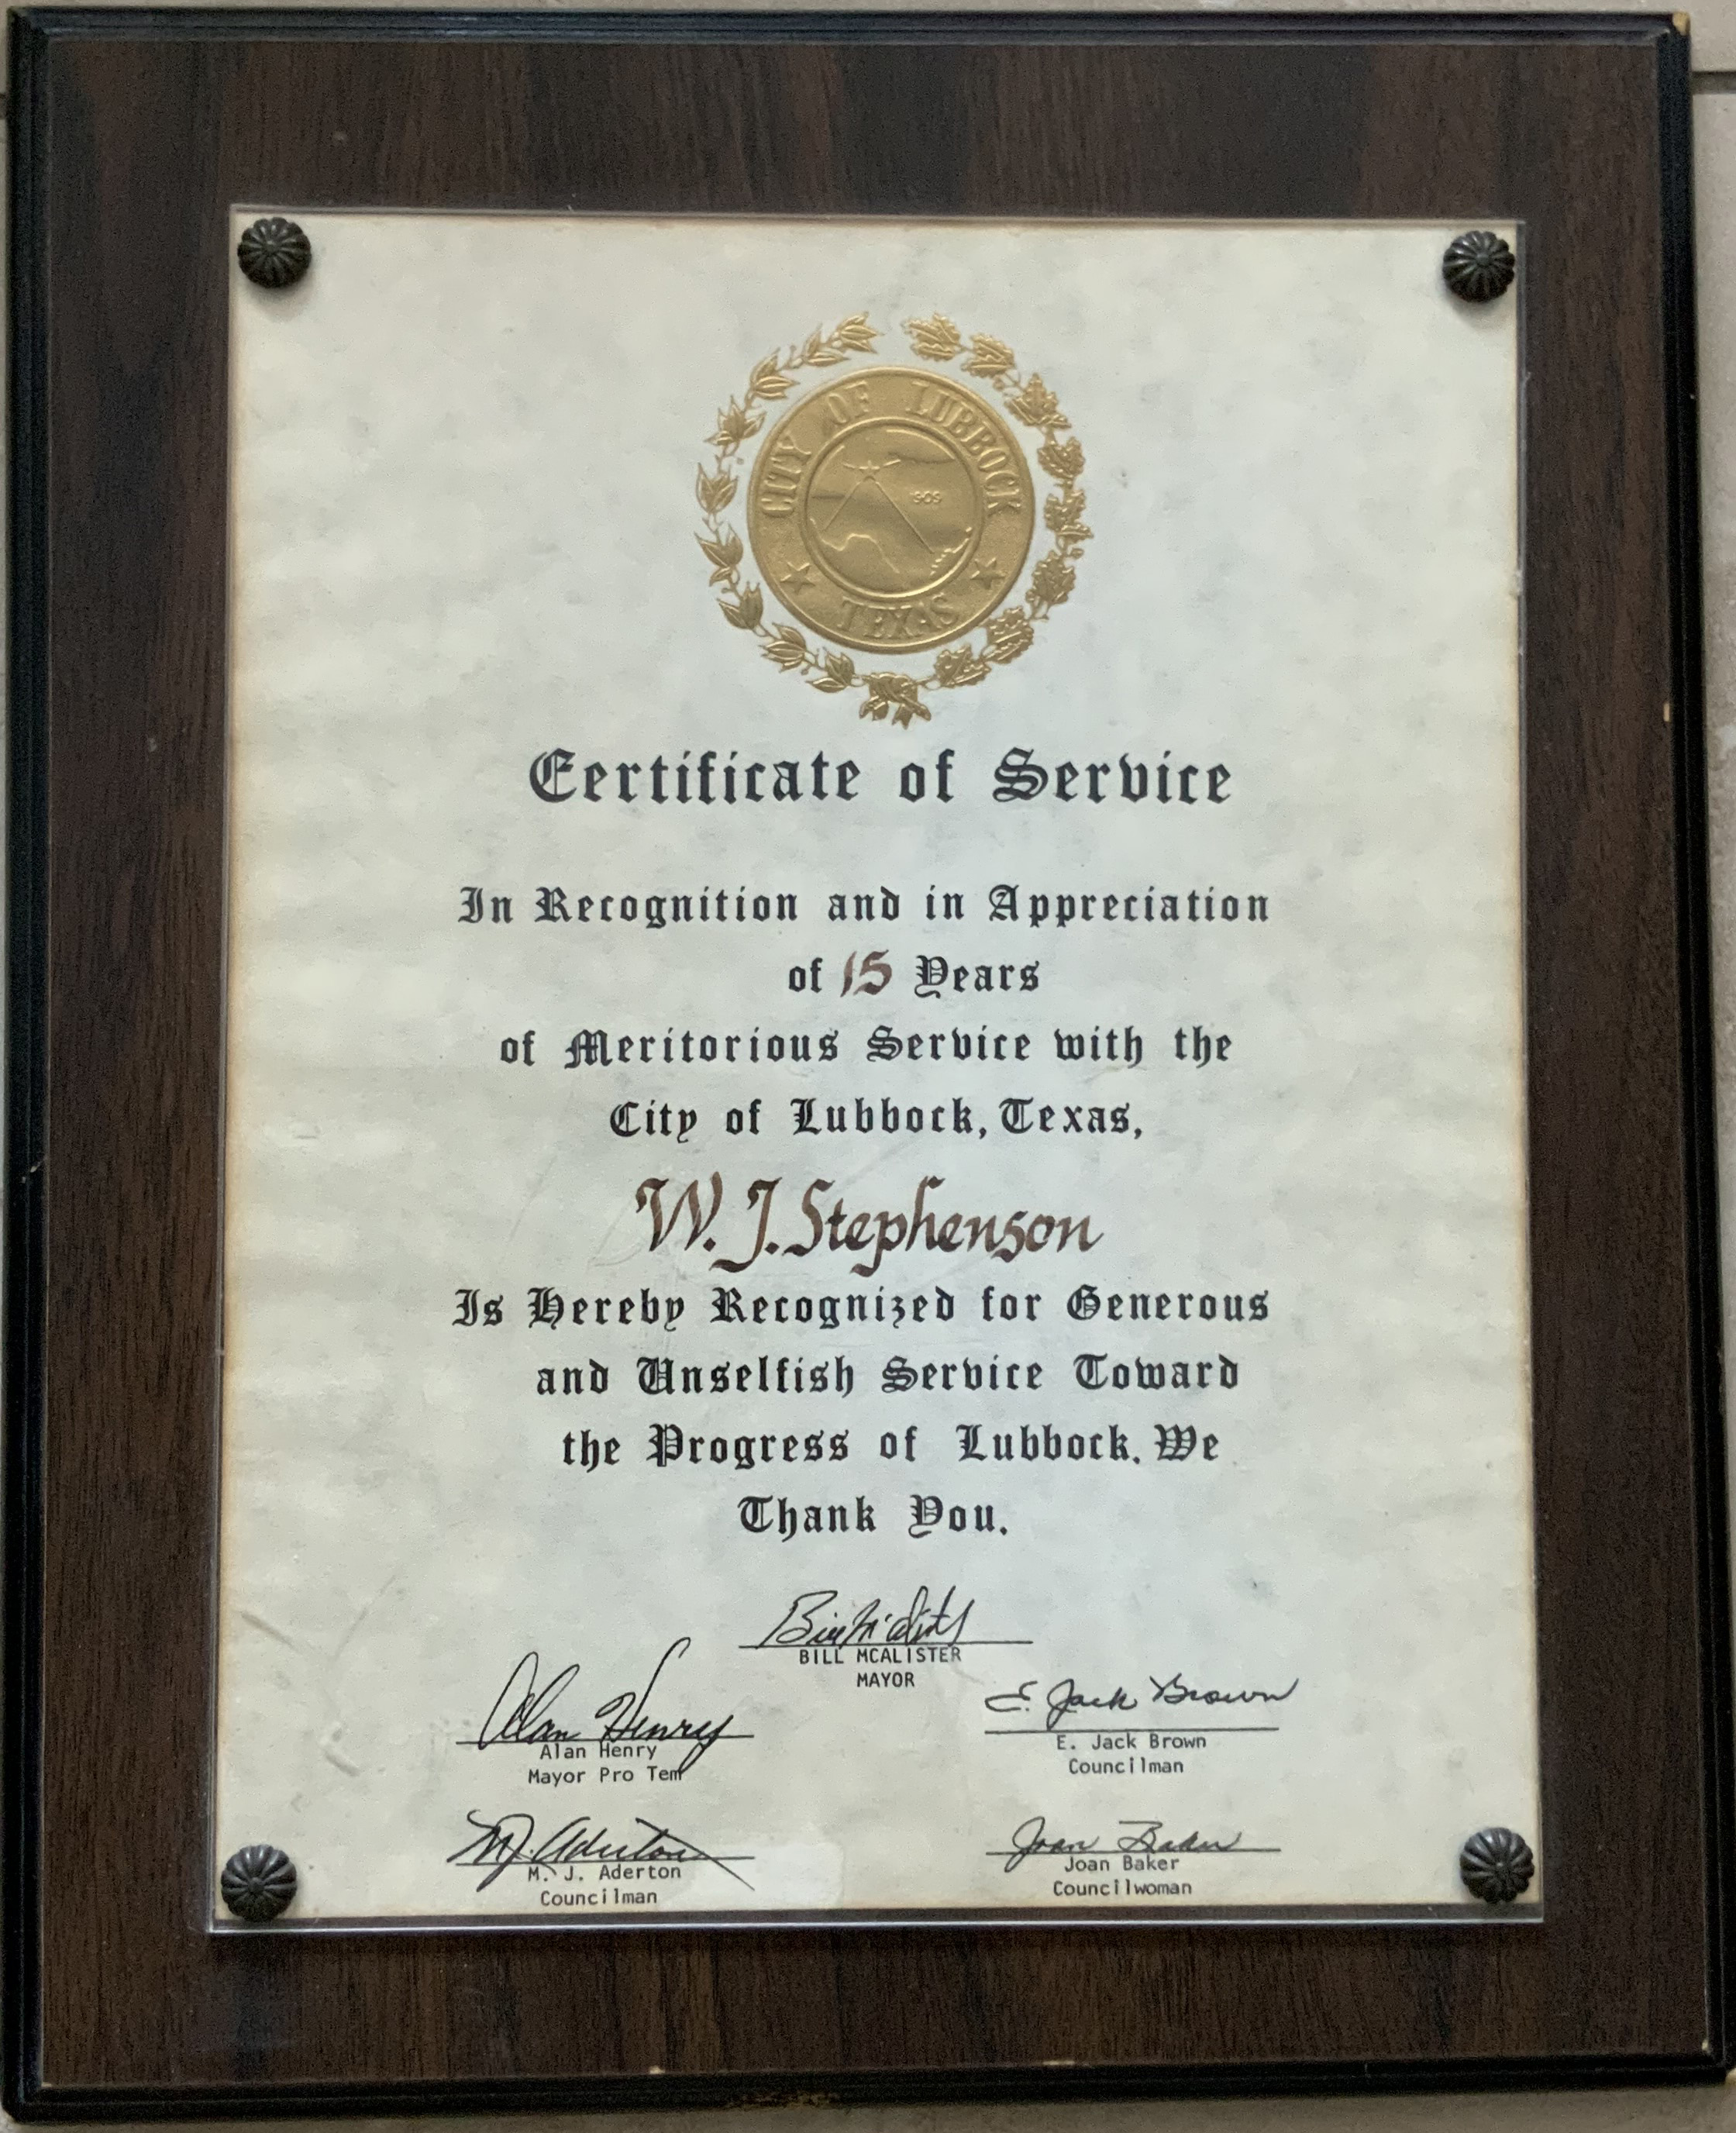 CITY OF LUBBOCK
TEXAS
Certificate of Service
In Recognition and in Appreciation
of 15 Years
of Meritorious Service with the
City of Lubbock, Texas,
W. J. Stephenson
Is Hereby Recognized for Generous
and Unselfish Service Toward
the Progress of Lubbock. We
Thank You.
BILL MCALISTER
MAYOR
Alan Henry
Alan Henry
Mayor Pro Tem
E. Jack Brown
E. Jack Brown
Councilman
M. J. Aderton
M. J. Aderton
Councilman
Joan Baker
Joan Baker
Councilwoman